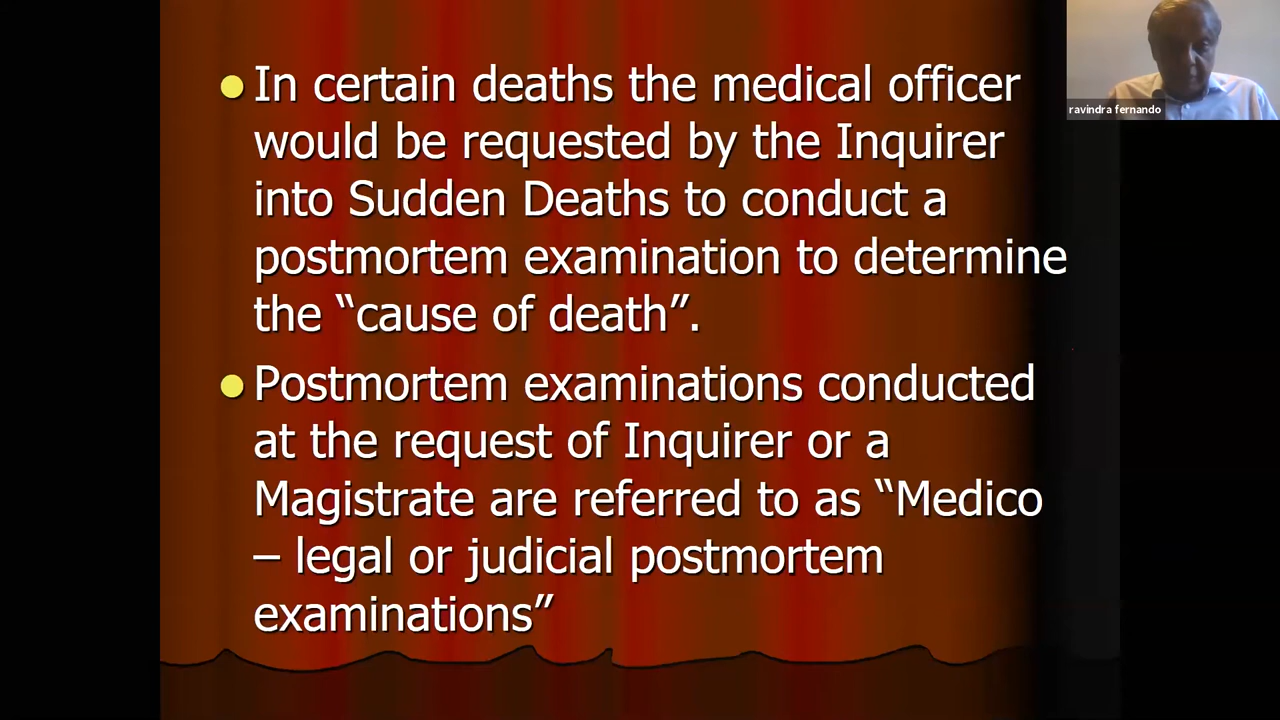 ● In certain deaths the medical officer
would be requested by the Inquirer
into Sudden Deaths to conduct a
postmortem examination to determine
the “cause of death”.
● Postmortem examinations conducted
at the request of Inquirer or a
Magistrate are referred to as “Medico
– legal or judicial postmortem
examinations”
ravindra fernando